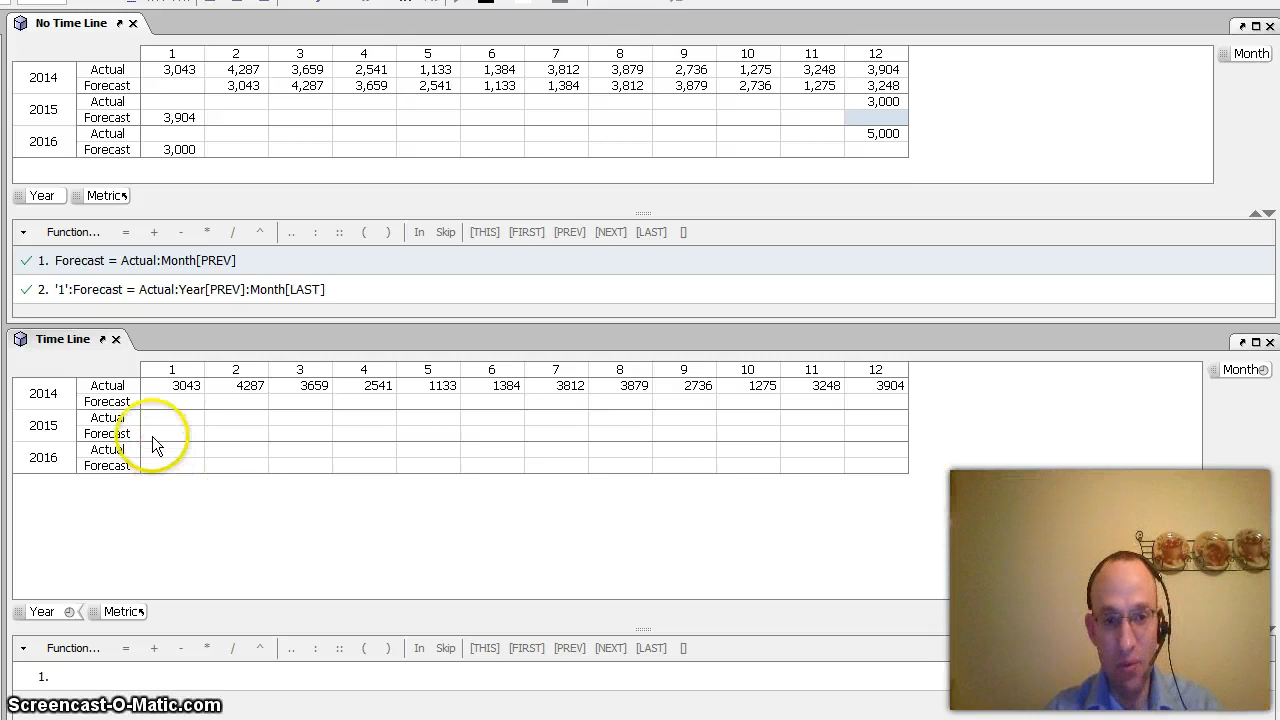 No Time Line
Month
1 2 3 4 5 6 7 8 9 10 11 12
2014 Actual 3,043 4,287 3,659 2,541 1,133 1,384 3,812 3,879 2,736 1,275 3,248 3,904
Forecast 3,043 4,287 3,659 2,541 1,133 1,384 3,812 3,879 2,736 1,275 3,248
2015 Actual 3,000
Forecast 3,904
2016 Actual 5,000
Forecast 3,000
Year Metric
Function... = + - * / ^ .. : :: ( ) In Skip [THIS] [FIRST] [PREV] [NEXT] [LAST] []
1. Forecast = Actual:Month[PREV]
2. '1':Forecast = Actual:Year[PREV]:Month[LAST]
Time Line
Month
1 2 3 4 5 6 7 8 9 10 11 12
2014 Actual 3043 4287 3659 2541 1133 1384 3812 3879 2736 1275 3248 3904
Forecast
2015 Actual
Forecast
2016 Actual
Forecast
Year Metric
Function... = + - * / ^ .. : :: ( ) In Skip [THIS] [FIRST] [PREV] [NEXT] [LAST] []
1.
Screencast-O-Matic.com